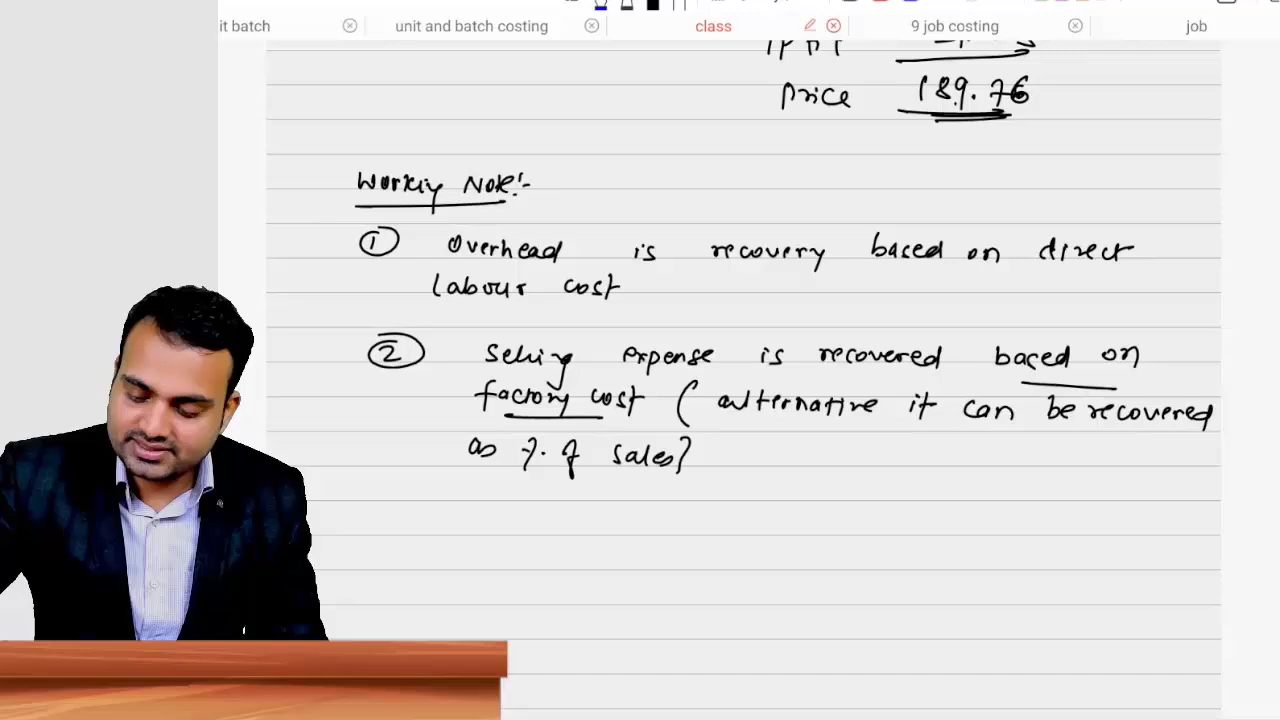 it batch
unit and batch costing
class
9 job costing
job
Price 189.76
Working Note:-
① Overhead is recovery based on direct
labour cost
② Selling expense is recovered based on
factory cost ( alternative it can be recovered
as % of sales)